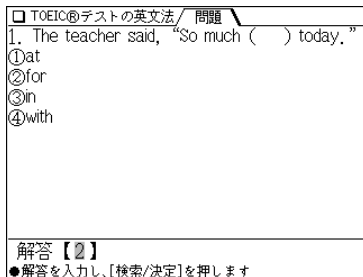 □ TOEIC®テストの英文法 問題
1. The teacher said, “So much (   ) today.”
①at
②for
③in
④with
解答【2】
●解答を入力し､[検索/決定]を押します